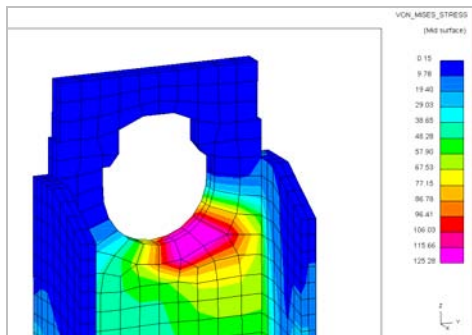 VON_MISES_STRESS
(Mid surface)
0.15
9.78
19.40
29.03
38.65
48.28
57.90
67.53
77.15
86.78
96.41
106.03
115.66
125.28
Z
Y
X